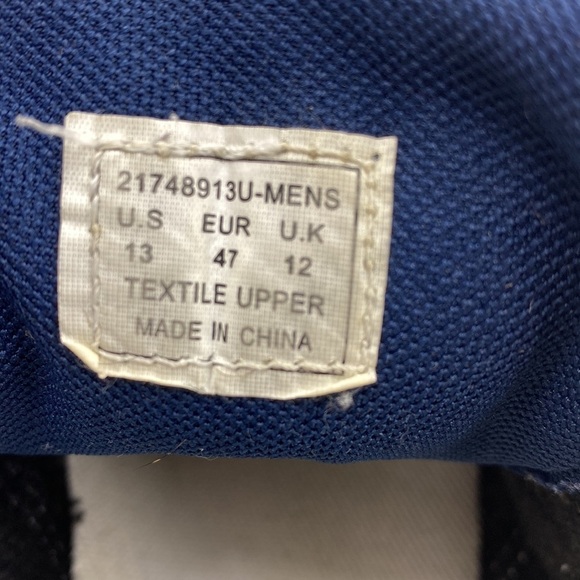 21748913U-MENS
U.S EUR U.K
13 47 12
TEXTILE UPPER
MADE IN CHINA